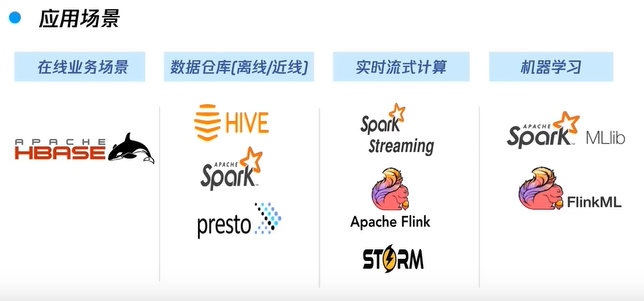 应用场景
在线业务场景
数据仓库(离线/近线)
实时流式计算
机器学习
APACHE
HBASE
HIVE
APACHE
Spark™
presto
Spark
Streaming
Apache Flink
STORM
APACHE
Spark™ MLlib
FlinkML